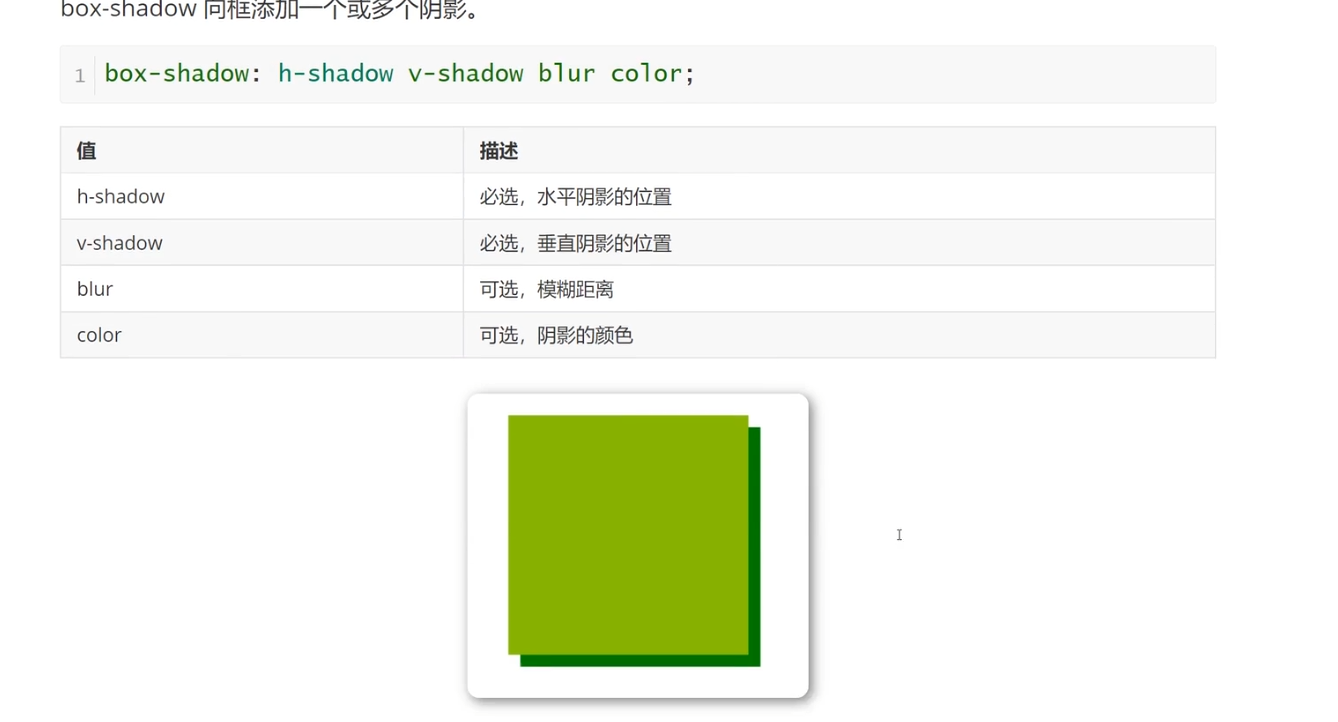 box-shadow 向框添加一个或多个阴影。
1 box-shadow: h-shadow v-shadow blur color;
值 描述
h-shadow 必选，水平阴影的位置
v-shadow 必选，垂直阴影的位置
blur 可选，模糊距离
color 可选，阴影的颜色